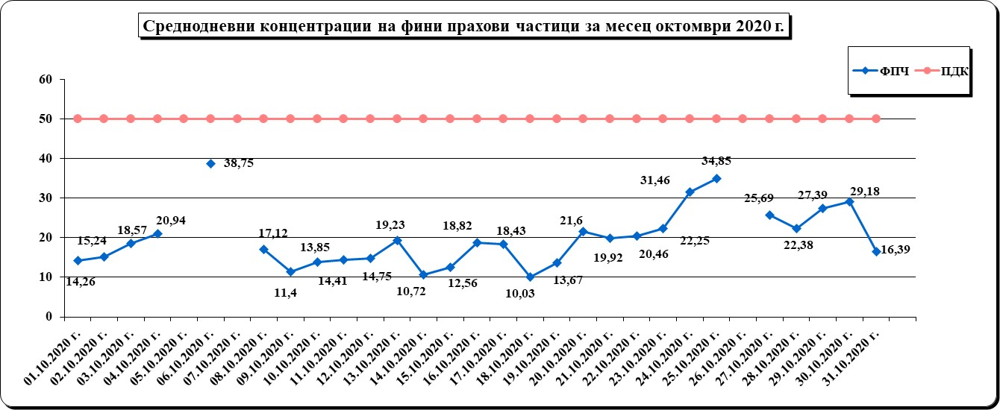 Среднодневни концентрации на фини прахови частици за месец октомври 2020 г.
ФПЧ ПДК
60
50
40
30
20
10
0
14,26
15,24
18,57
20,94
38,75
17,12
11,4
13,85
14,41
14,75
19,23
10,72
12,56
18,82
18,43
10,03
13,67
21,6
19,92
20,46
22,25
31,46
34,85
25,69
22,38
27,39
29,18
16,39
01.10.2020 г.
02.10.2020 г.
03.10.2020 г.
04.10.2020 г.
05.10.2020 г.
06.10.2020 г.
07.10.2020 г.
08.10.2020 г.
09.10.2020 г.
10.10.2020 г.
11.10.2020 г.
12.10.2020 г.
13.10.2020 г.
14.10.2020 г.
15.10.2020 г.
16.10.2020 г.
17.10.2020 г.
18.10.2020 г.
19.10.2020 г.
20.10.2020 г.
21.10.2020 г.
22.10.2020 г.
23.10.2020 г.
24.10.2020 г.
25.10.2020 г.
26.10.2020 г.
27.10.2020 г.
28.10.2020 г.
29.10.2020 г.
30.10.2020 г.
31.10.2020 г.